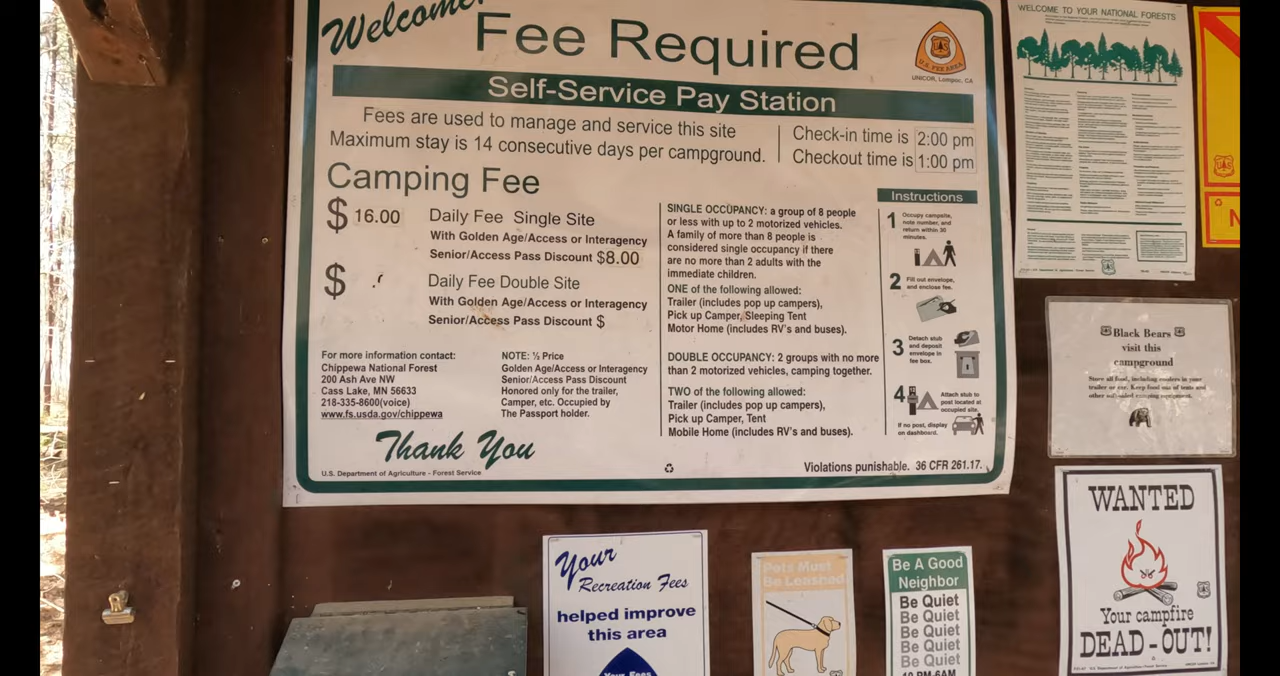 Welcome
Fee Required
U.S. FEE AREA
UNICOR, Lompoc, CA
Self-Service Pay Station
Fees are used to manage and service this site
Maximum stay is 14 consecutive days per campground.
Check-in time is 2:00 pm
Checkout time is 1:00 pm
Camping Fee
$ 16.00
Daily Fee Single Site
With Golden Age/Access or Interagency
Senior/Access Pass Discount $8.00
$
Daily Fee Double Site
With Golden Age/Access or Interagency
Senior/Access Pass Discount $
For more information contact:
Chippewa National Forest
200 Ash Ave NW
Cass Lake, MN 56633
218-335-8600(voice)
www.fs.usda.gov/chippewa
NOTE: ½ Price
Golden Age/Access or Interagency
Senior/Access Pass Discount
Honored only for the trailer,
Camper, etc. Occupied by
The Passport holder.
SINGLE OCCUPANCY: a group of 8 people
or less with up to 2 motorized vehicles.
A family of more than 8 people is
considered single occupancy if there
are no more than 2 adults with the
immediate children.
ONE of the following allowed:
Trailer (includes pop up campers),
Pick up Camper, Sleeping Tent
Motor Home (includes RV's and buses).
DOUBLE OCCUPANCY: 2 groups with no more
than 2 motorized vehicles, camping together.
TWO of the following allowed:
Trailer (includes pop up campers),
Pick up Camper, Tent
Mobile Home (includes RV's and buses).
Instructions
1 Occupy campsite,
note number, and
return within 30
minutes.
2 Fill out envelope,
and enclose fee.
3 Detach stub
and deposit
envelope in
fee box.
4 Attach stub to
post located at
occupied site.
If no post, display
on dashboard.
Thank You
U.S. Department of Agriculture - Forest Service
Violations punishable. 36 CFR 261.17.
WELCOME TO YOUR NATIONAL FORESTS
Black Bears
visit this
campground
Store all food, including coolers in your
trailer or car. Keep food out of tents and
other soft-sided camping equipment.
WANTED
Your campfire
DEAD-OUT!
Your
Recreation Fees
helped improve
this area
Your Fees
Pets Must
Be Leashed
Be A Good
Neighbor
Be Quiet
Be Quiet
Be Quiet
Be Quiet
Be Quiet
10 PM-6AM